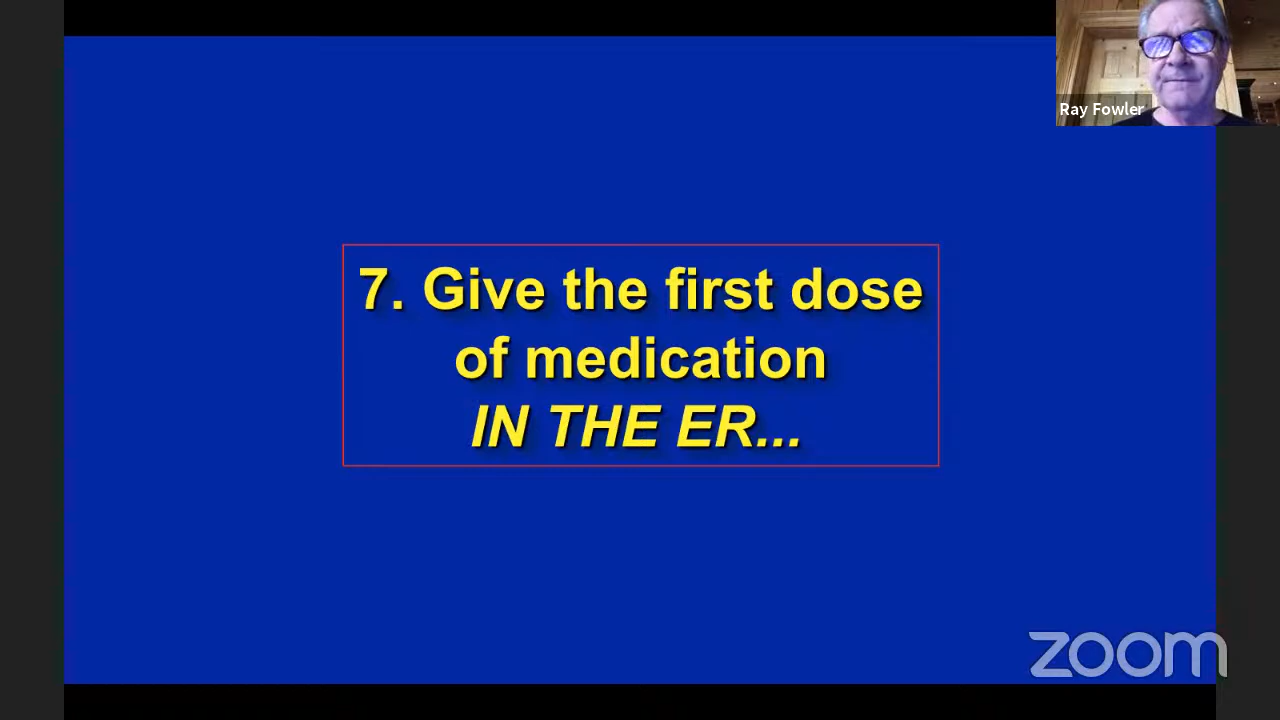 Ray Fowler
7. Give the first dose
of medication
IN THE ER...
zoom